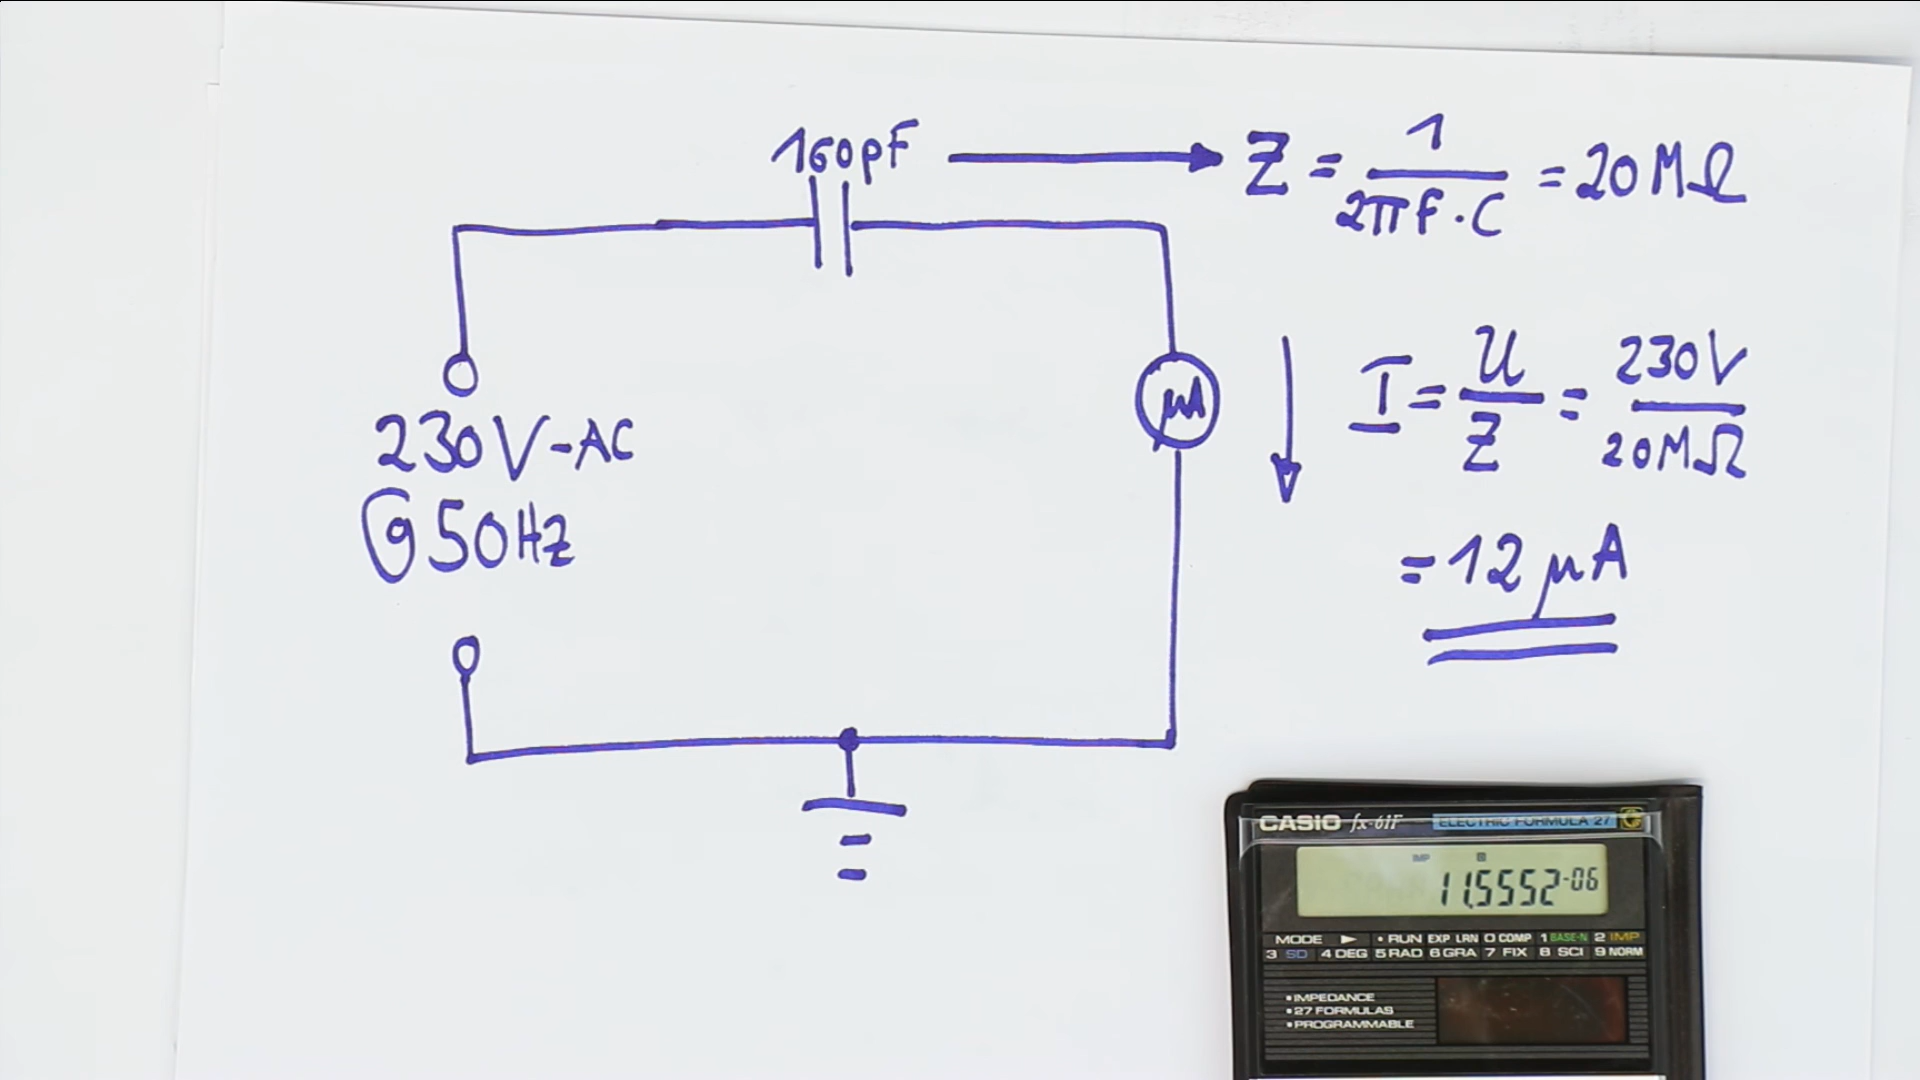 160pF
Z = 1 / 2πF·C = 20MΩ
230V-AC
@50Hz
µA
I = U / Z = 230V / 20MΩ
= 12 µA
CASIO fx-61F ELECTRIC FORMULA 27
IMP
11,5552-06
MODE ► • RUN EXP LRN 0 COMP 1 BASE-N 2 IMP
3 SD 4 DEG 5 RAD 6 GRA 7 FIX 8 SCI 9 NORM
• IMPEDANCE
• 27 FORMULAS
• PROGRAMMABLE